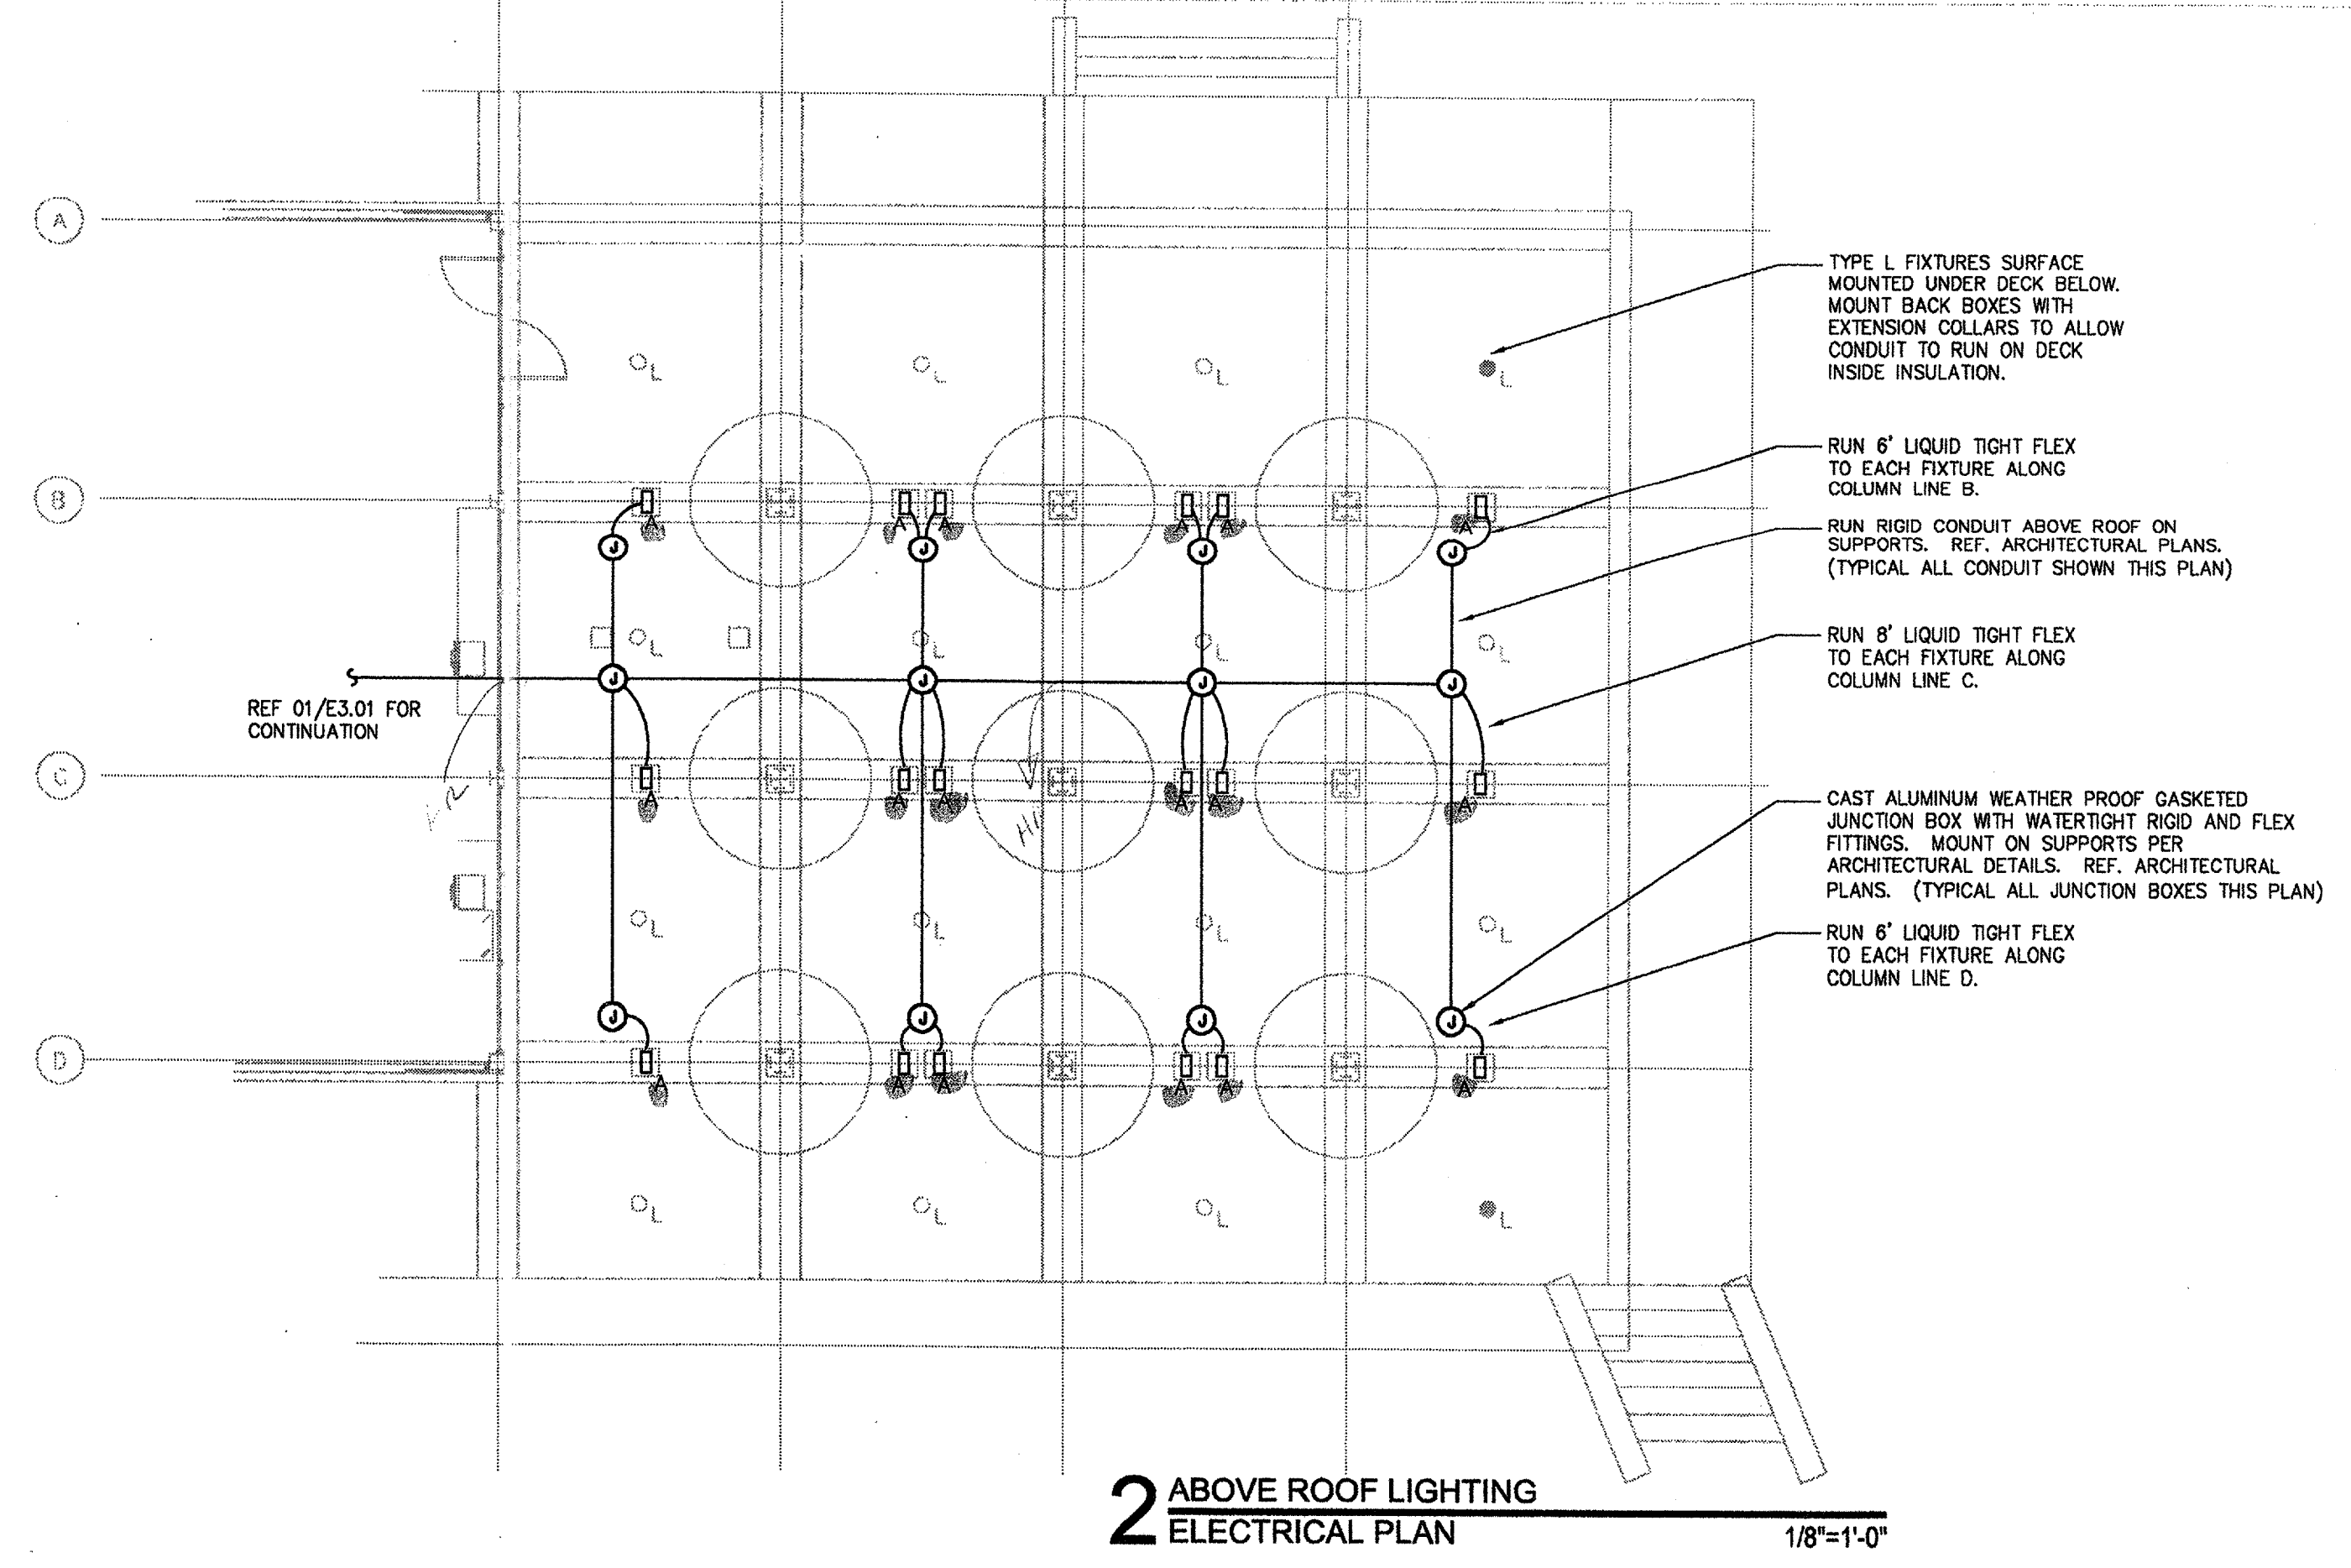 A
TYPE L FIXTURES SURFACE
MOUNTED UNDER DECK BELOW.
MOUNT BACK BOXES WITH
EXTENSION COLLARS TO ALLOW
CONDUIT TO RUN ON DECK
INSIDE INSULATION.
L L L L
B
RUN 6' LIQUID TIGHT FLEX
TO EACH FIXTURE ALONG
COLUMN LINE B.
A A A A A A
J J J J
RUN RIGID CONDUIT ABOVE ROOF ON
SUPPORTS. REF. ARCHITECTURAL PLANS.
(TYPICAL ALL CONDUIT SHOWN THIS PLAN)
L L L L
J J J J
RUN 8' LIQUID TIGHT FLEX
TO EACH FIXTURE ALONG
COLUMN LINE C.
REF 01/E3.01 FOR
CONTINUATION
C
A A A A A A
CAST ALUMINUM WEATHER PROOF GASKETED
JUNCTION BOX WITH WATERTIGHT RIGID AND FLEX
FITTINGS. MOUNT ON SUPPORTS PER
ARCHITECTURAL DETAILS. REF. ARCHITECTURAL
PLANS. (TYPICAL ALL JUNCTION BOXES THIS PLAN)
L L L L
RUN 6' LIQUID TIGHT FLEX
TO EACH FIXTURE ALONG
COLUMN LINE D.
J J J J
D
A A A A A A
L L L L
2 ABOVE ROOF LIGHTING
ELECTRICAL PLAN
1/8"=1'-0"